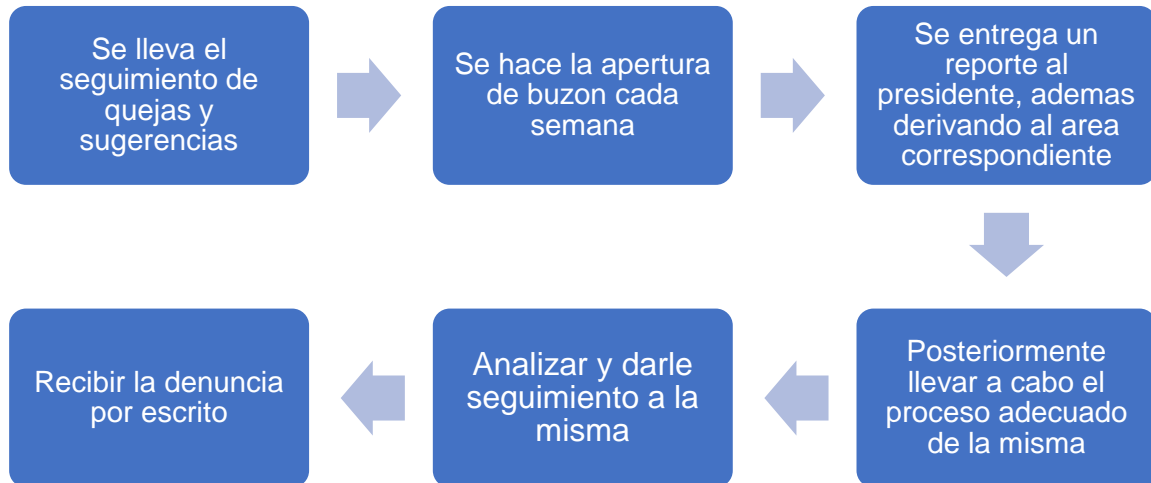 Se lleva el
seguimiento de
quejas y
sugerencias
Se hace la apertura
de buzon cada
semana
Se entrega un
reporte al
presidente, ademas
derivando al area
correspondiente
Posteriormente
llevar a cabo el
proceso adecuado
de la misma
Analizar y darle
seguimiento a la
misma
Recibir la denuncia
por escrito